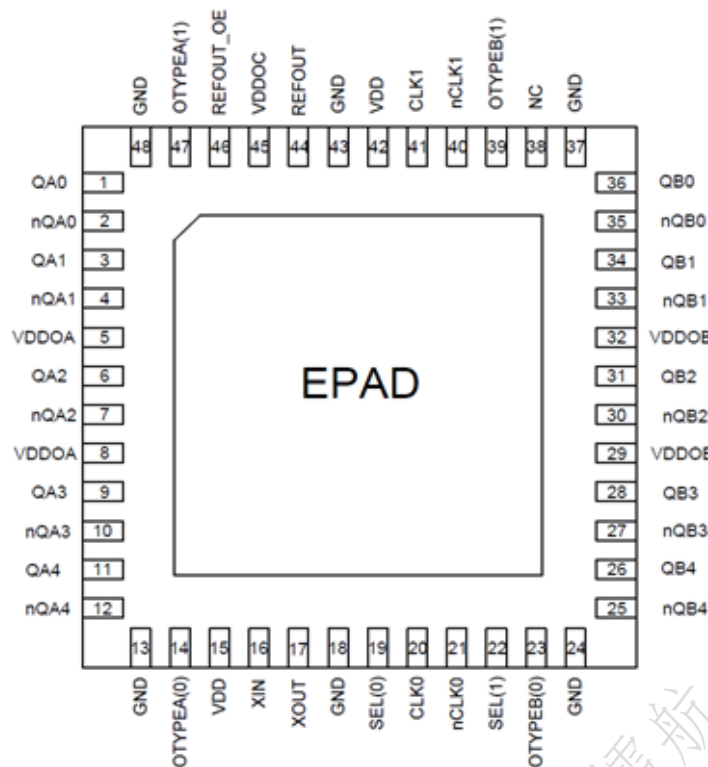 GND OTYPEA(1) REFOUT_OE VDDOC REFOUT GND VDD CLK1 nCLK1 OTYPEB(1) NC GND
48 47 46 45 44 43 42 41 40 39 38 37
QA0 1 36 QB0
nQA0 2 35 nQB0
QA1 3 34 QB1
nQA1 4 33 nQB1
VDDOA 5 32 VDDOB
QA2 6 31 QB2
EPAD
nQA2 7 30 nQB2
VDDOA 8 29 VDDOB
QA3 9 28 QB3
nQA3 10 27 nQB3
QA4 11 26 QB4
nQA4 12 25 nQB4
13 14 15 16 17 18 19 20 21 22 23 24
GND OTYPEA(0) VDD XIN XOUT GND SEL(0) CLK0 nCLK0 SEL(1) OTYPEB(0) GND
航